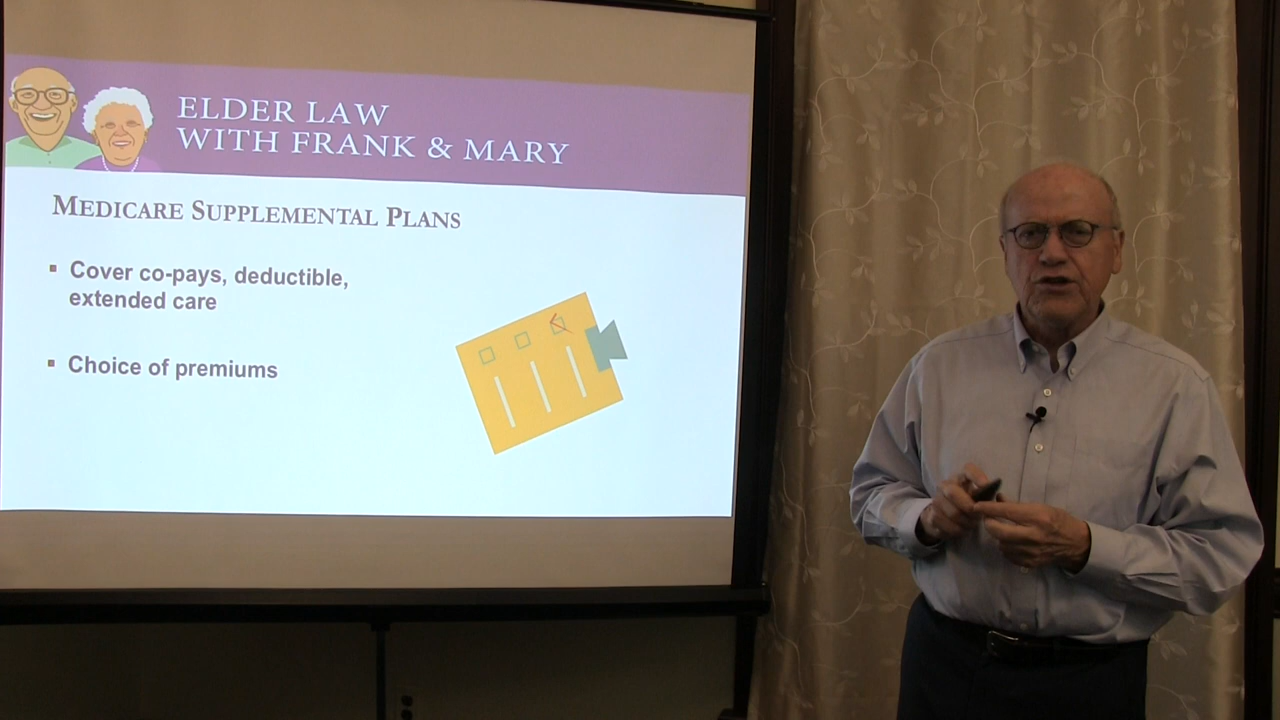 ELDER LAW
WITH FRANK & MARY
MEDICARE SUPPLEMENTAL PLANS
▪ Cover co-pays, deductible,
extended care
▪ Choice of premiums